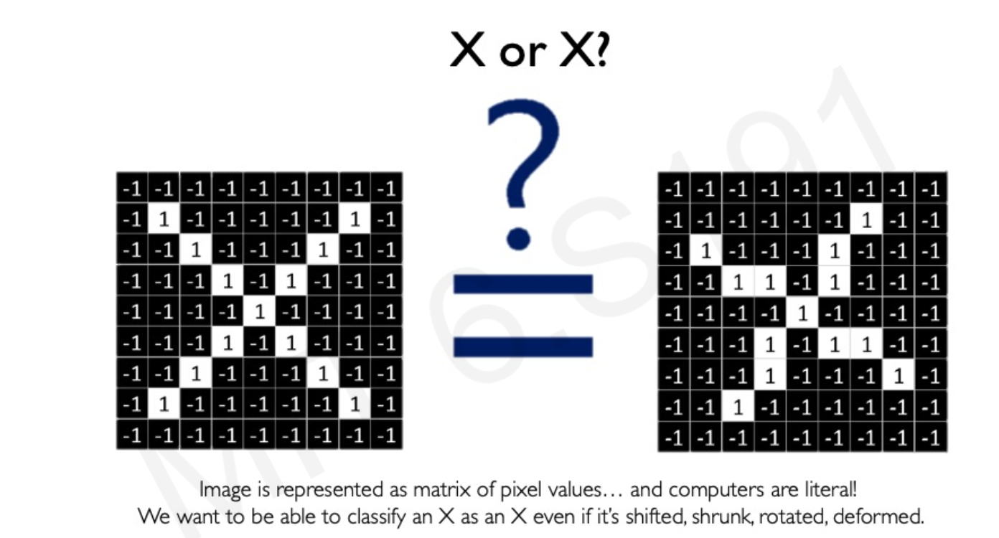 X or X?
?
=
-1 -1 -1 -1 -1 -1 -1 -1 -1
-1 1 -1 -1 -1 -1 -1 1 -1
-1 -1 1 -1 -1 -1 1 -1 -1
-1 -1 -1 1 -1 1 -1 -1 -1
-1 -1 -1 -1 1 -1 -1 -1 -1
-1 -1 -1 1 -1 1 -1 -1 -1
-1 -1 1 -1 -1 -1 1 -1 -1
-1 1 -1 -1 -1 -1 -1 1 -1
-1 -1 -1 -1 -1 -1 -1 -1 -1
-1 -1 -1 -1 -1 -1 -1 -1 -1
-1 -1 -1 -1 -1 -1 1 -1 -1
-1 1 -1 -1 -1 1 -1 -1 -1
-1 -1 1 1 -1 1 -1 -1 -1
-1 -1 -1 -1 1 -1 -1 -1 -1
-1 -1 -1 1 -1 1 1 -1 -1
-1 -1 -1 1 -1 -1 -1 1 -1
-1 -1 1 -1 -1 -1 -1 -1 -1
-1 -1 -1 -1 -1 -1 -1 -1 -1
Image is represented as matrix of pixel values... and computers are literal!
We want to be able to classify an X as an X even if it's shifted, shrunk, rotated, deformed.
MIT 6.S191